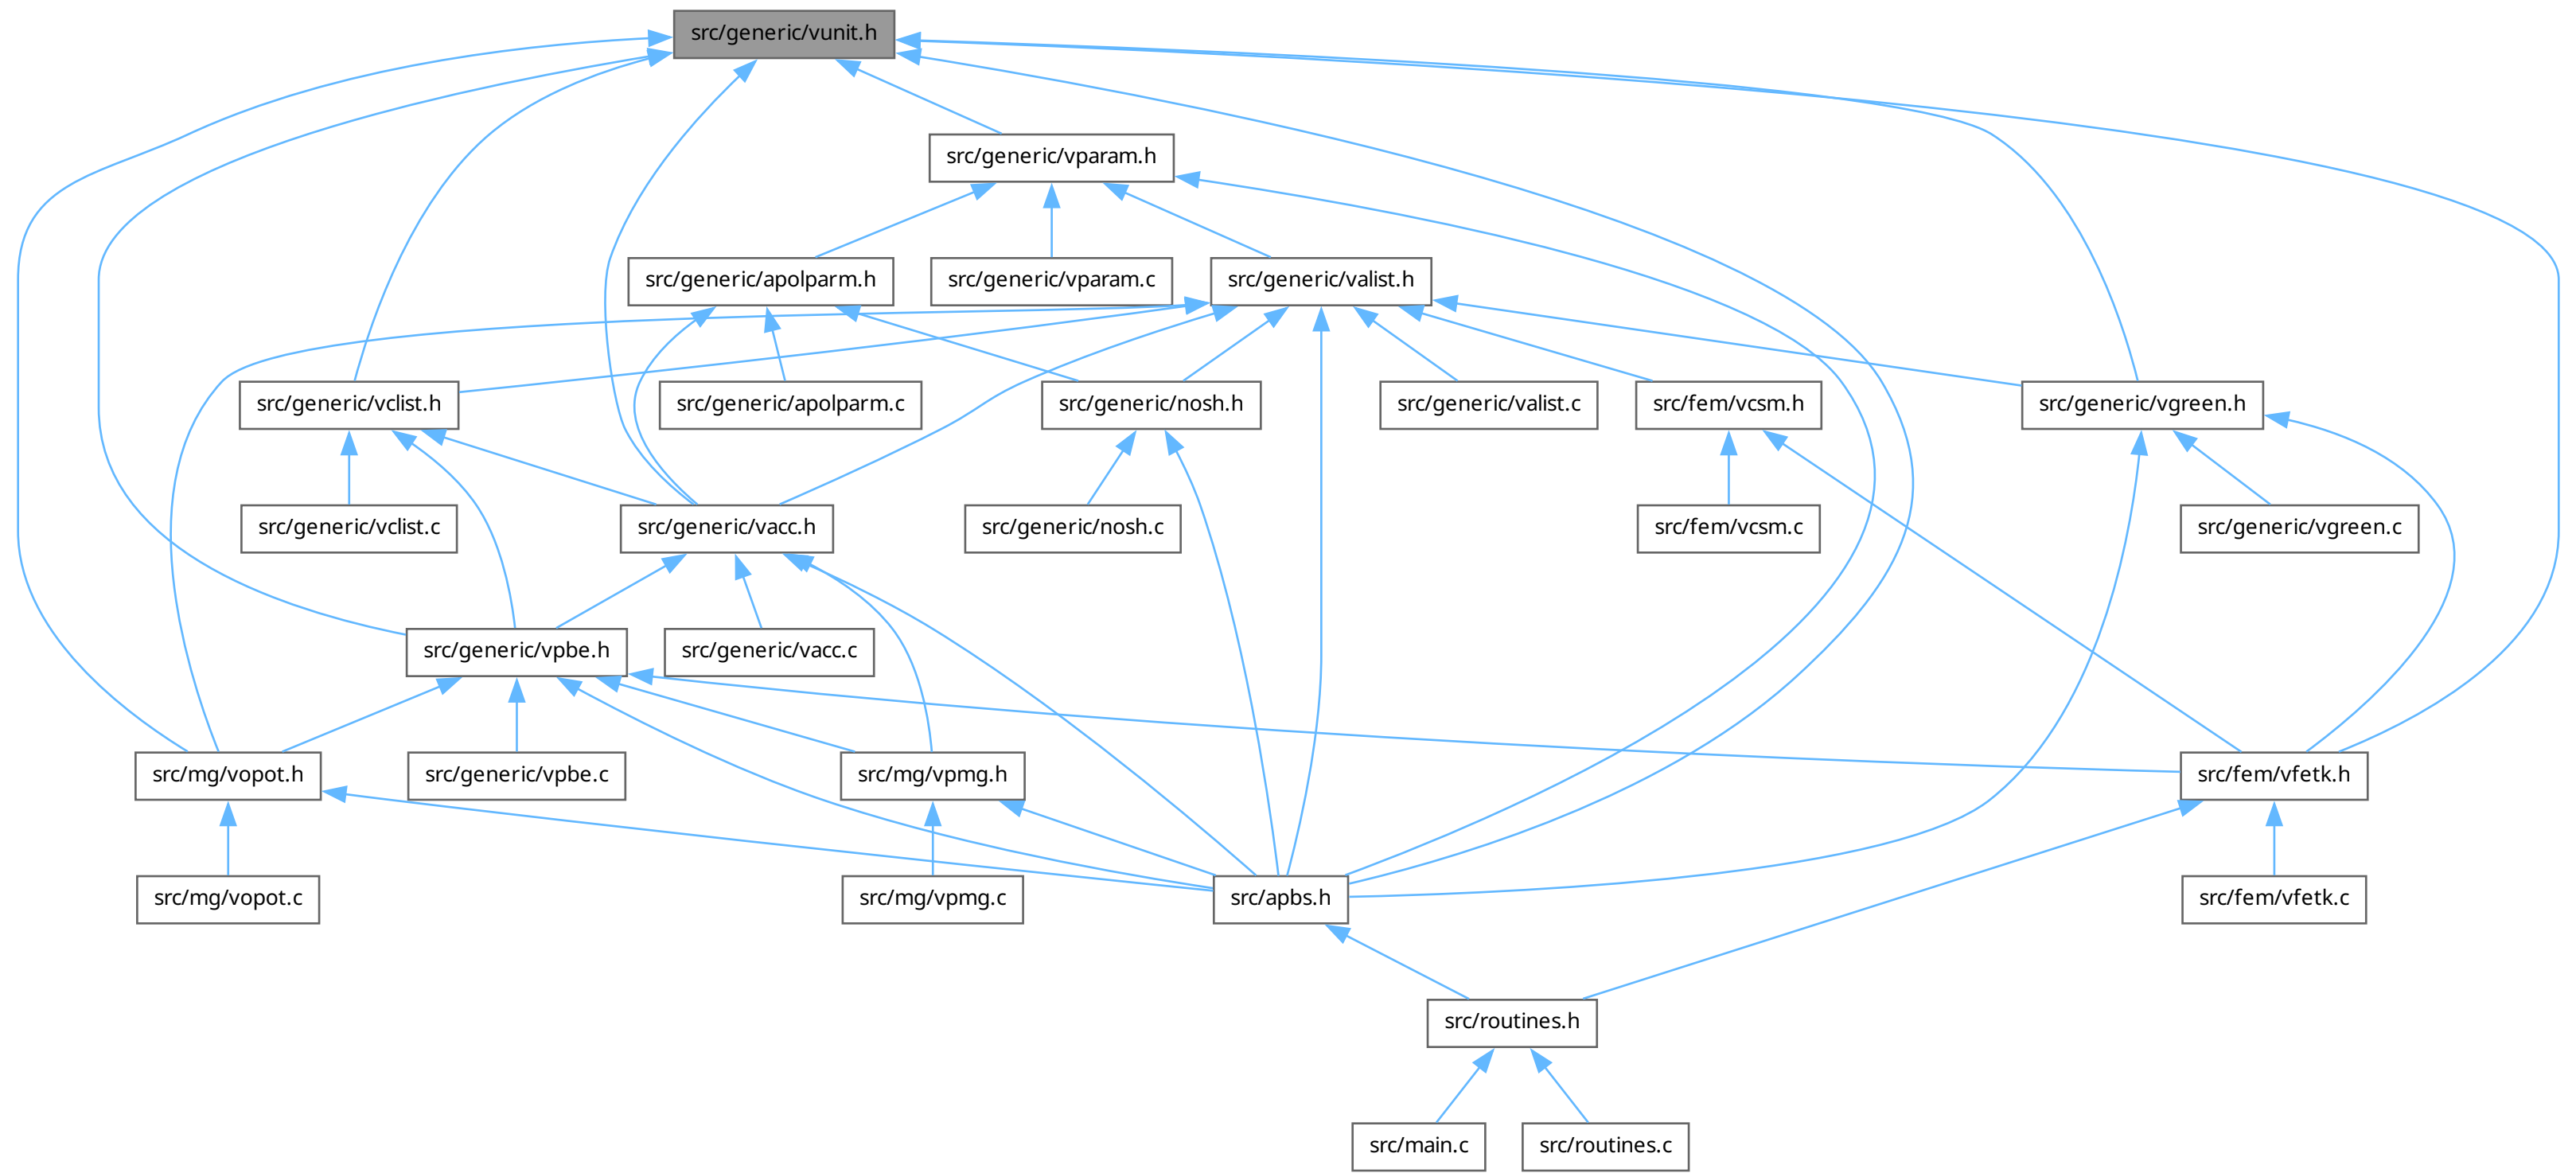 src/generic/vunit.h
src/generic/vparam.h
src/generic/apolparm.h
src/generic/vparam.c
src/generic/valist.h
src/generic/vclist.h
src/generic/apolparm.c
src/generic/nosh.h
src/generic/valist.c
src/fem/vcsm.h
src/generic/vgreen.h
src/generic/vclist.c
src/generic/vacc.h
src/generic/nosh.c
src/fem/vcsm.c
src/generic/vgreen.c
src/generic/vpbe.h
src/generic/vacc.c
src/mg/vopot.h
src/generic/vpbe.c
src/mg/vpmg.h
src/fem/vfetk.h
src/mg/vopot.c
src/mg/vpmg.c
src/apbs.h
src/fem/vfetk.c
src/routines.h
src/main.c
src/routines.c